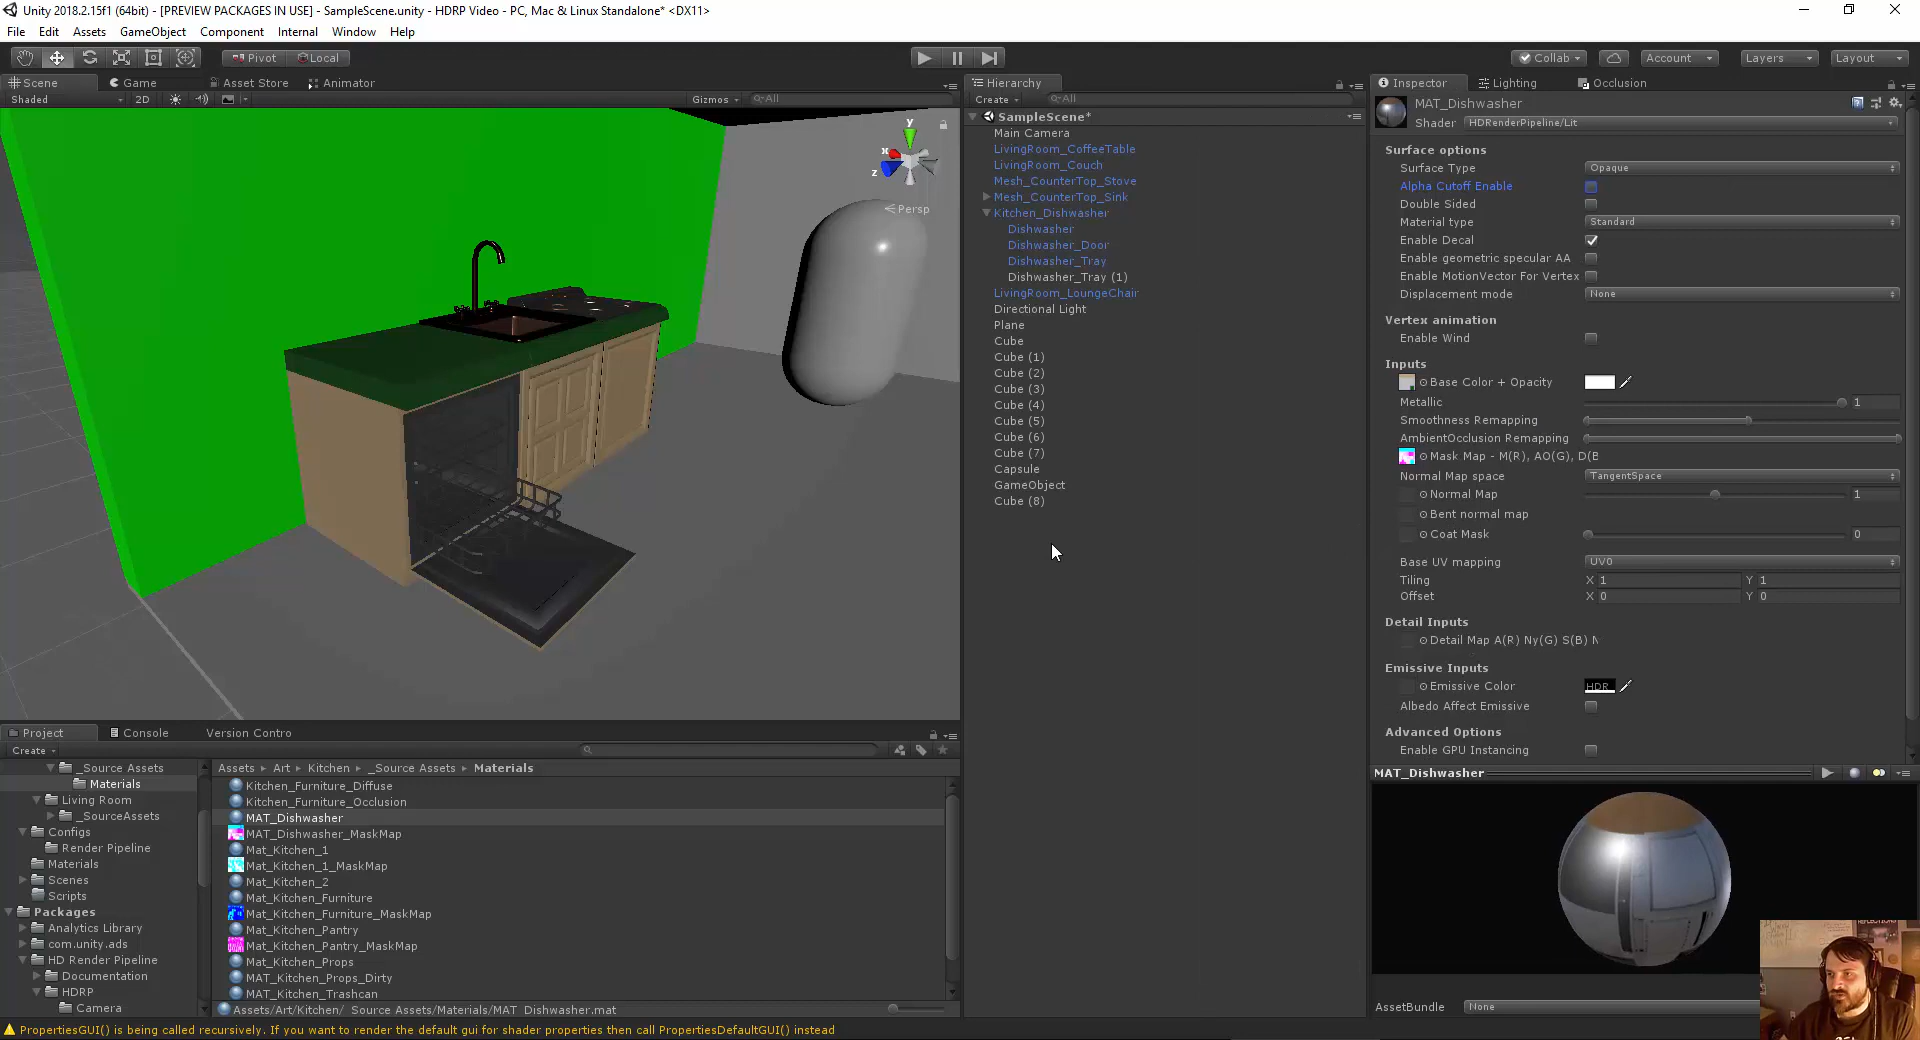 Unity 2018.2.15f1 (64bit) - [PREVIEW PACKAGES IN USE] - SampleScene.unity - HDRP Video - PC, Mac & Linux Standalone* <DX11>
File Edit Assets GameObject Component Internal Window Help
Pivot Local Collab Account Layers Layout
Scene Game Asset Store Animator
Shaded 2D Gizmos All
y
x
z
Persp
Hierarchy
Create All
SampleScene*
Main Camera
LivingRoom_CoffeeTable
LivingRoom_Couch
Mesh_CounterTop_Stove
Mesh_CounterTop_Sink
Kitchen_Dishwasher
Dishwasher
Dishwasher_Door
Dishwasher_Tray
Dishwasher_Tray (1)
LivingRoom_LoungeChair
Directional Light
Plane
Cube
Cube (1)
Cube (2)
Cube (3)
Cube (4)
Cube (5)
Cube (6)
Cube (7)
Capsule
GameObject
Cube (8)
Inspector Lighting Occlusion
MAT_Dishwasher
Shader HDRenderPipeline/Lit
Surface options
Surface Type Opaque
Alpha Cutoff Enable
Double Sided
Material type Standard
Enable Decal
Enable geometric specular AA
Enable MotionVector For Vertex
Displacement mode None
Vertex animation
Enable Wind
Inputs
Base Color + Opacity
Metallic 1
Smoothness Remapping
AmbientOcclusion Remapping
Mask Map - M(R), AO(G), D(B
Normal Map space TangentSpace
Normal Map 1
Bent normal map
Coat Mask 0
Base UV mapping UV0
Tiling X 1 Y 1
Offset X 0 Y 0
Detail Inputs
Detail Map A(R) Ny(G) S(B) N
Emissive Inputs
Emissive Color HDR
Albedo Affect Emissive
Advanced Options
Enable GPU Instancing
MAT_Dishwasher
AssetBundle None
Project Console Version Contro
Create
_Source Assets
Materials
Living Room
_SourceAssets
Configs
Render Pipeline
Materials
Scenes
Scripts
Packages
Analytics Library
com.unity.ads
HD Render Pipeline
Documentation
HDRP
Camera
Assets Art Kitchen _Source Assets Materials
Kitchen_Furniture_Diffuse
Kitchen_Furniture_Occlusion
MAT_Dishwasher
MAT_Dishwasher_MaskMap
Mat_Kitchen_1
Mat_Kitchen_1_MaskMap
Mat_Kitchen_2
Mat_Kitchen_Furniture
Mat_Kitchen_Furniture_MaskMap
Mat_Kitchen_Pantry
Mat_Kitchen_Pantry_MaskMap
Mat_Kitchen_Props
MAT_Kitchen_Props_Dirty
MAT_Kitchen_Trashcan
Assets/Art/Kitchen/_Source Assets/Materials/MAT_Dishwasher.mat
PropertiesGUI() is being called recursively. If you want to render the default gui for shader properties then call PropertiesDefaultGUI() instead